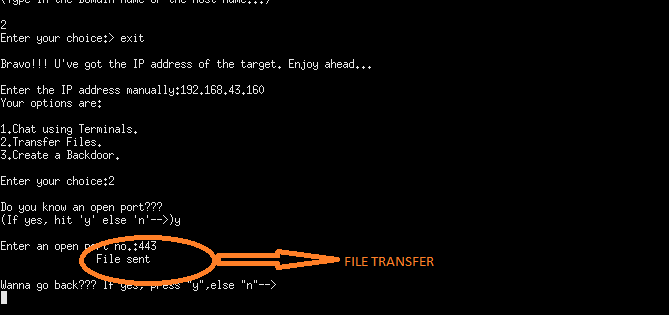 (Type in the Domain name or the Host name...)
2
Enter your choice:> exit
Bravo!!! U've got the IP address of the target. Enjoy ahead...
Enter the IP address manually:192.168.43.160
Your options are:
1.Chat using Terminals.
2.Transfer Files.
3.Create a Backdoor.
Enter your choice:2
Do you know an open port???
(If yes, hit 'y' else 'n'-->)y
Enter an open port no.:443
File sent
FILE TRANSFER
Wanna go back??? If yes, press "y",else "n"-->